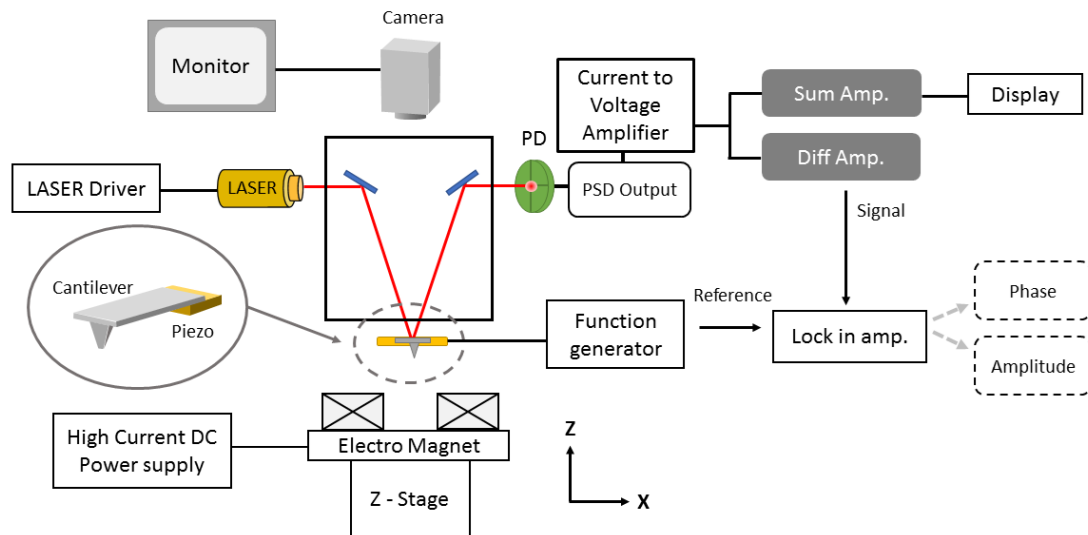 Camera
Monitor
Current to
Voltage
Amplifier
Sum Amp.
Display
PD
Diff Amp.
LASER Driver
LASER
PSD Output
Signal
Cantilever
Piezo
Reference
Phase
Function
generator
Lock in amp.
Amplitude
High Current DC
Power supply
Electro Magnet
Z - Stage
Z
X